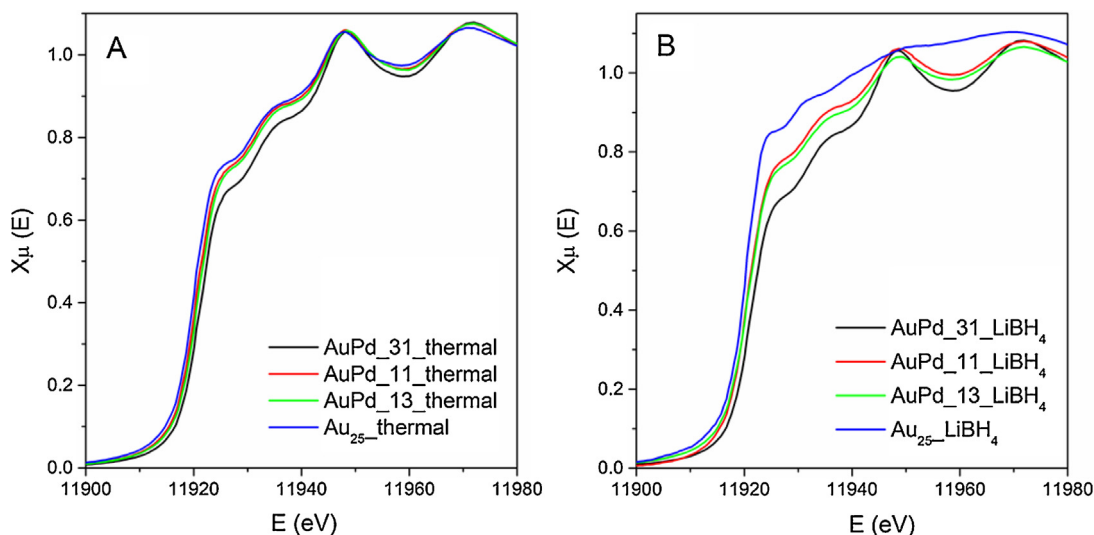 A
1.0
0.8
0.6
0.4
0.2
0.0
Xμ (E)
AuPd_31_thermal
AuPd_11_thermal
AuPd_13_thermal
Au₂₅_thermal
11900 11920 11940 11960 11980
E (eV)
B
1.0
0.8
0.6
0.4
0.2
0.0
Xμ (E)
AuPd_31_LiBH₄
AuPd_11_LiBH₄
AuPd_13_LiBH₄
Au₂₅_LiBH₄
11900 11920 11940 11960 11980
E (eV)